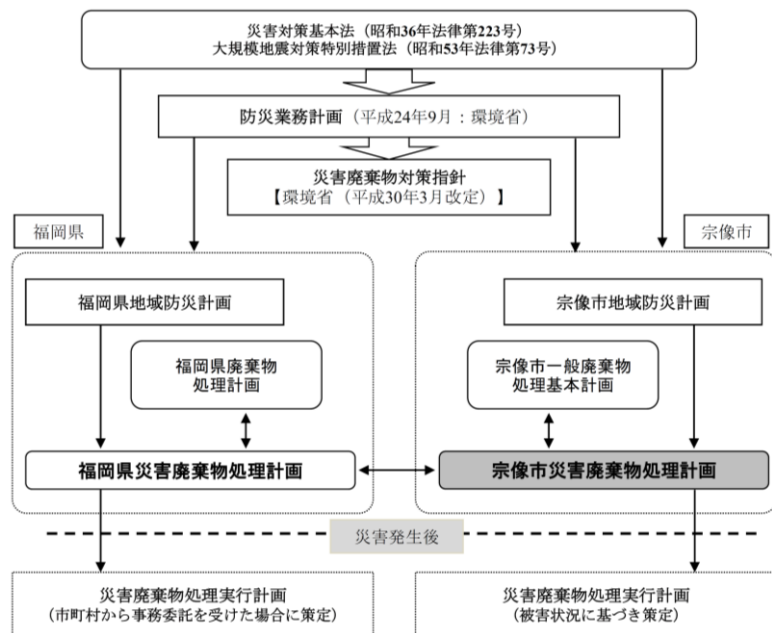 災害対策基本法（昭和36年法律第223号）
大規模地震対策特別措置法（昭和53年法律第73号）
防災業務計画（平成24年9月：環境省）
災害廃棄物対策指針
【環境省（平成30年3月改定）】
福岡県
宗像市
福岡県地域防災計画
宗像市地域防災計画
福岡県廃棄物
処理計画
宗像市一般廃棄物
処理基本計画
福岡県災害廃棄物処理計画
宗像市災害廃棄物処理計画
災害発生後
災害廃棄物処理実行計画
（市町村から事務委託を受けた場合に策定）
災害廃棄物処理実行計画
（被害状況に基づき策定）